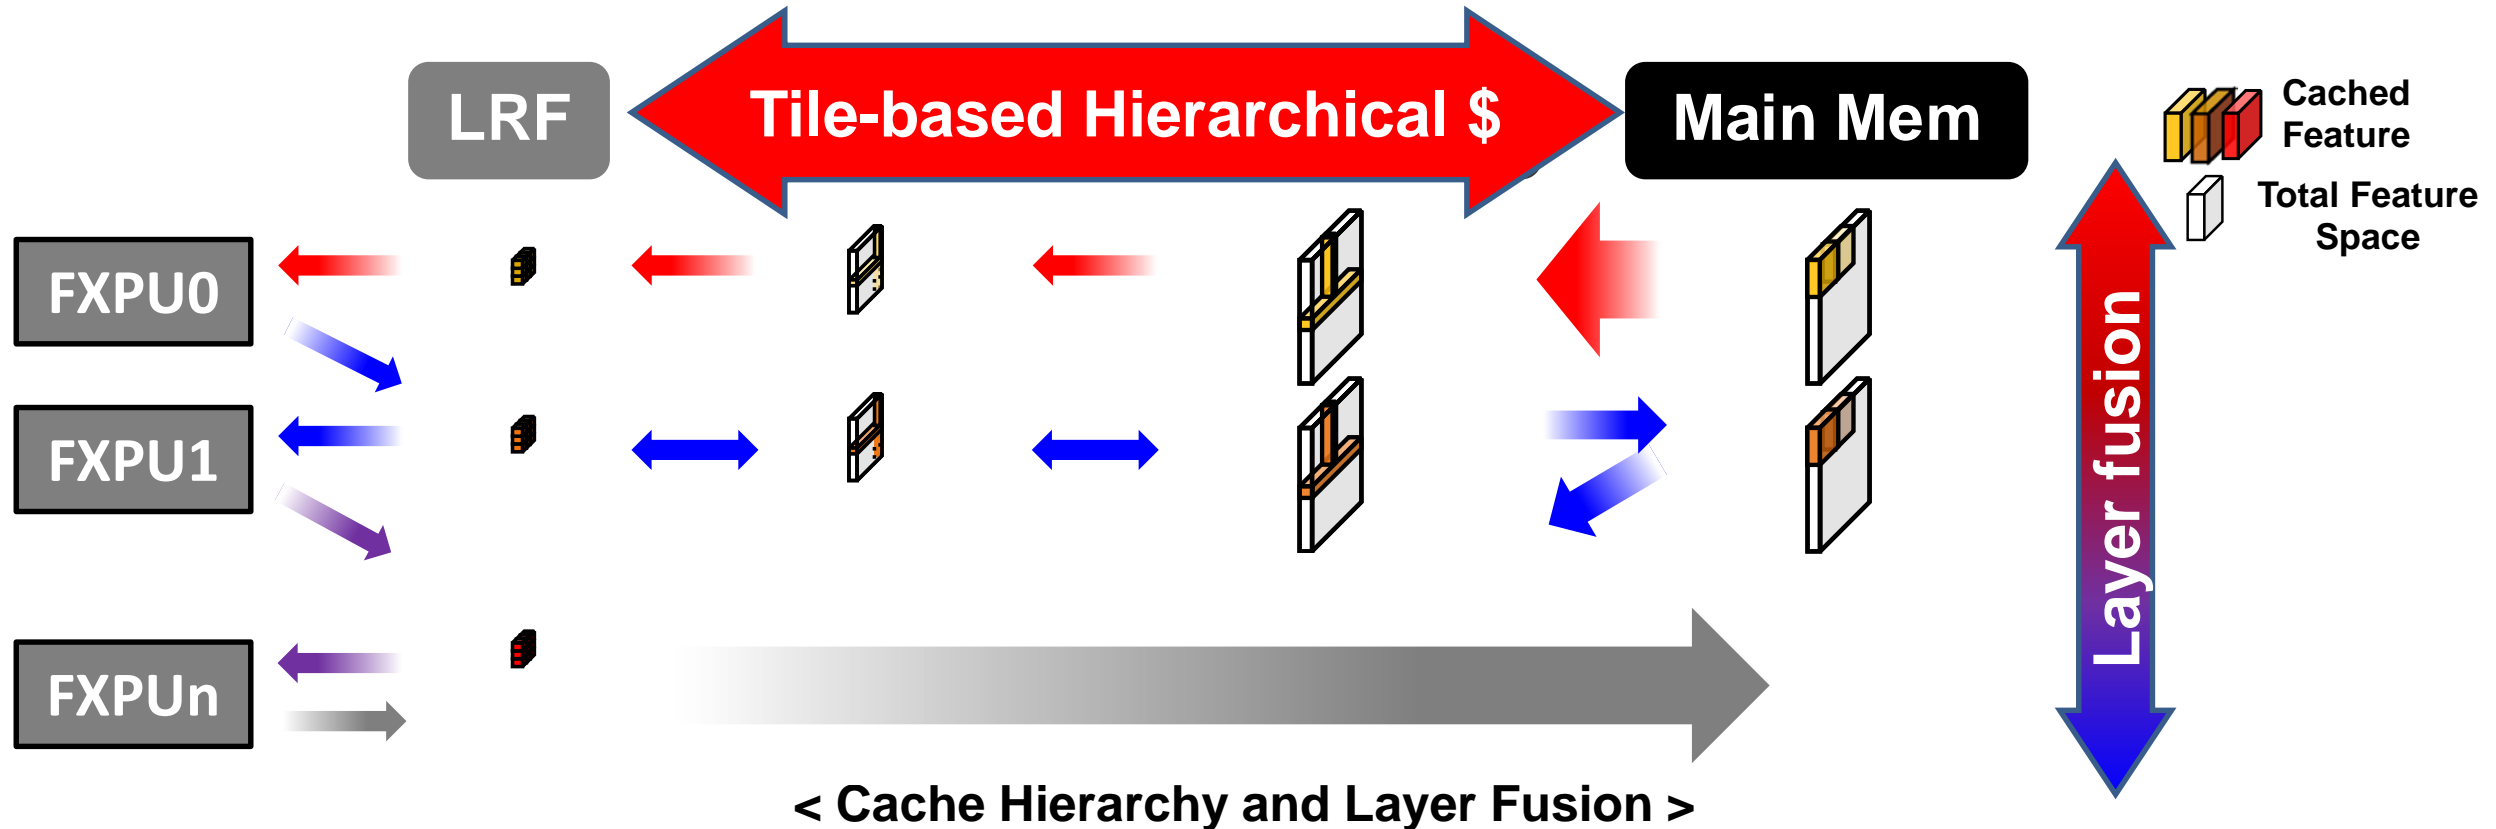 LRF
Tile-based Hierarchical $
Main Mem
Cached
Feature
Total Feature
Space
FXPU0
FXPU1
FXPUn
Layer fusion
< Cache Hierarchy and Layer Fusion >